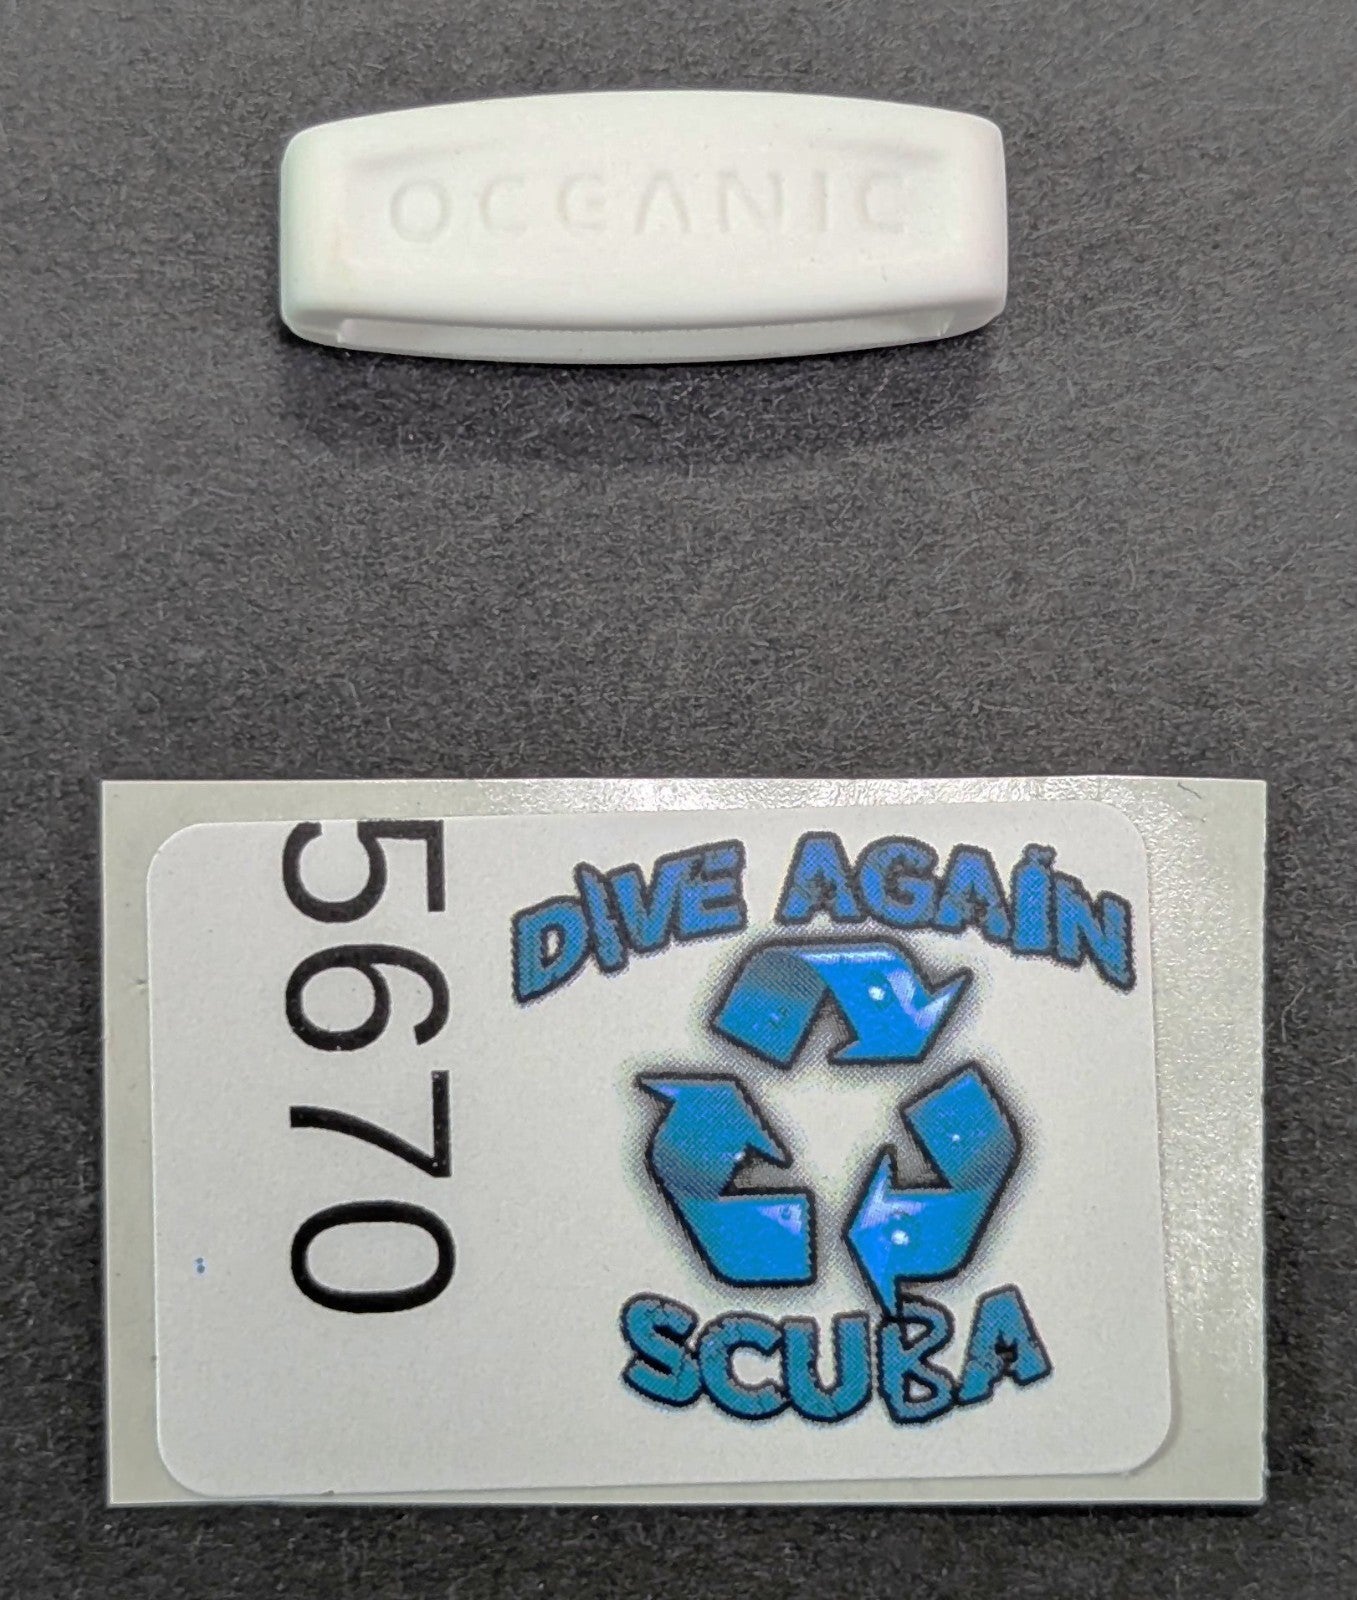 OCEANIC
5670
DIVE AGAIN
SCUBA